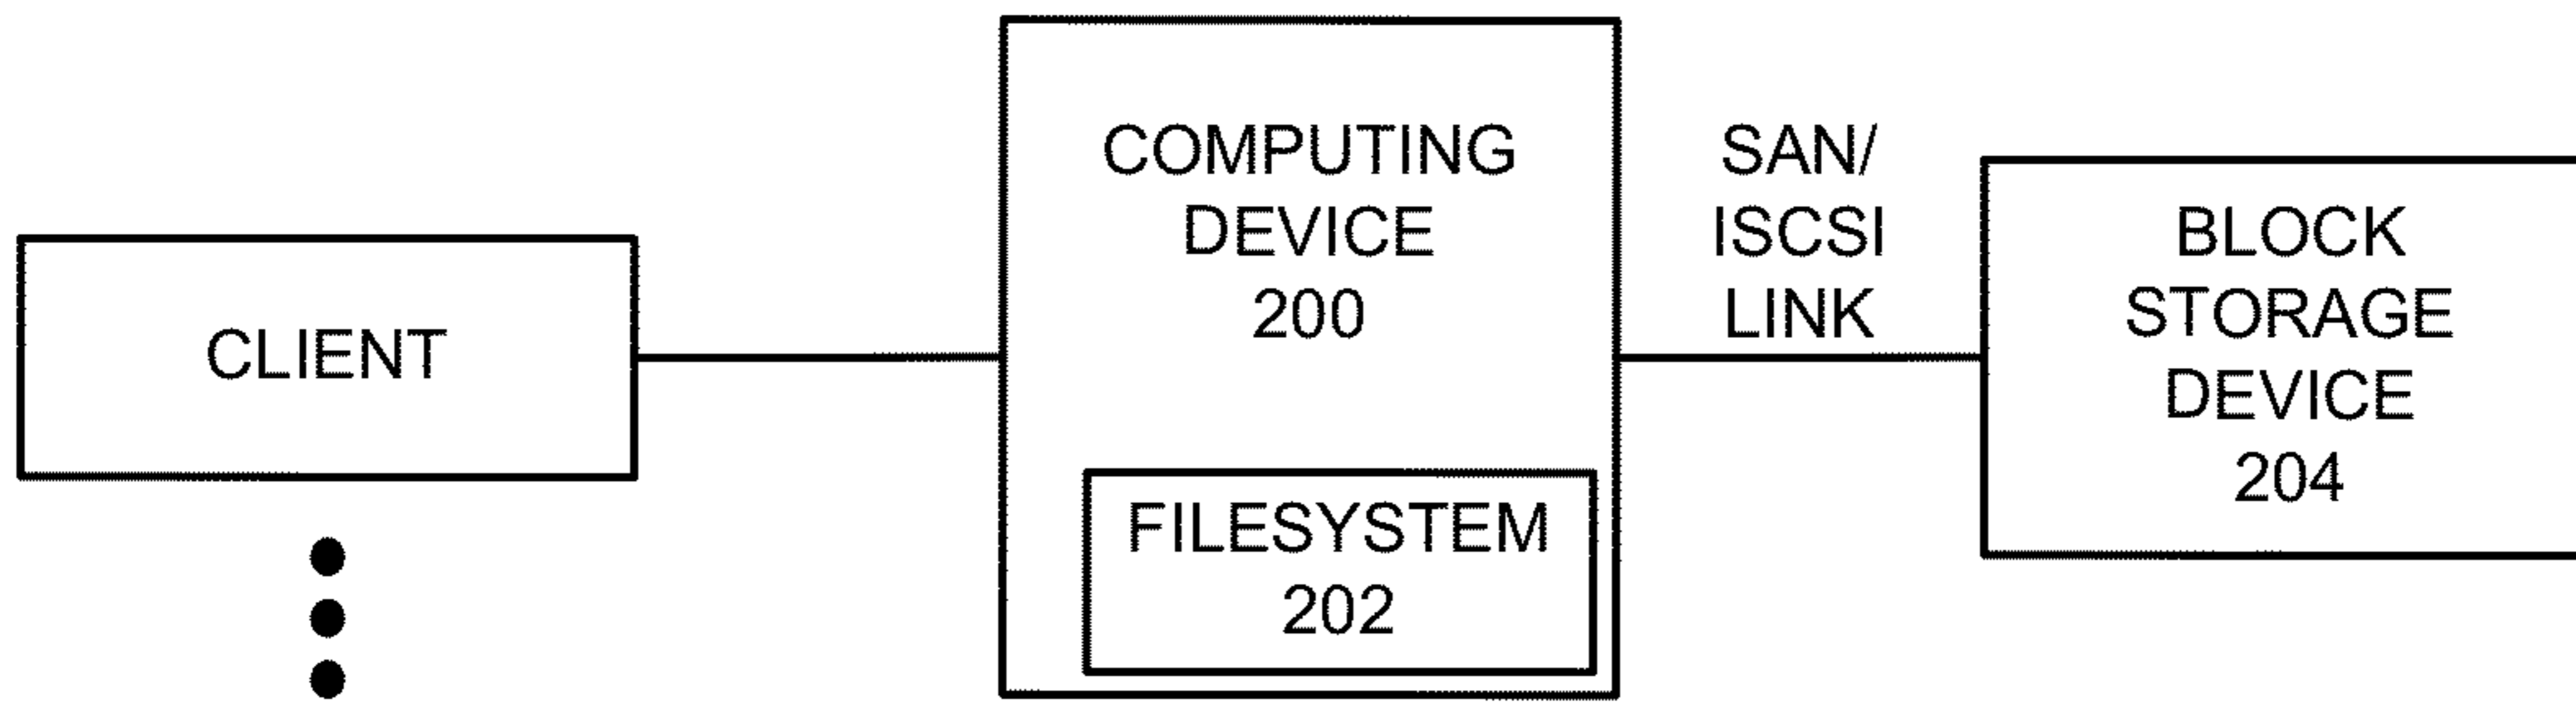 CLIENT
COMPUTING
DEVICE
200
FILESYSTEM
202
SAN/
ISCSI
LINK
BLOCK
STORAGE
DEVICE
204